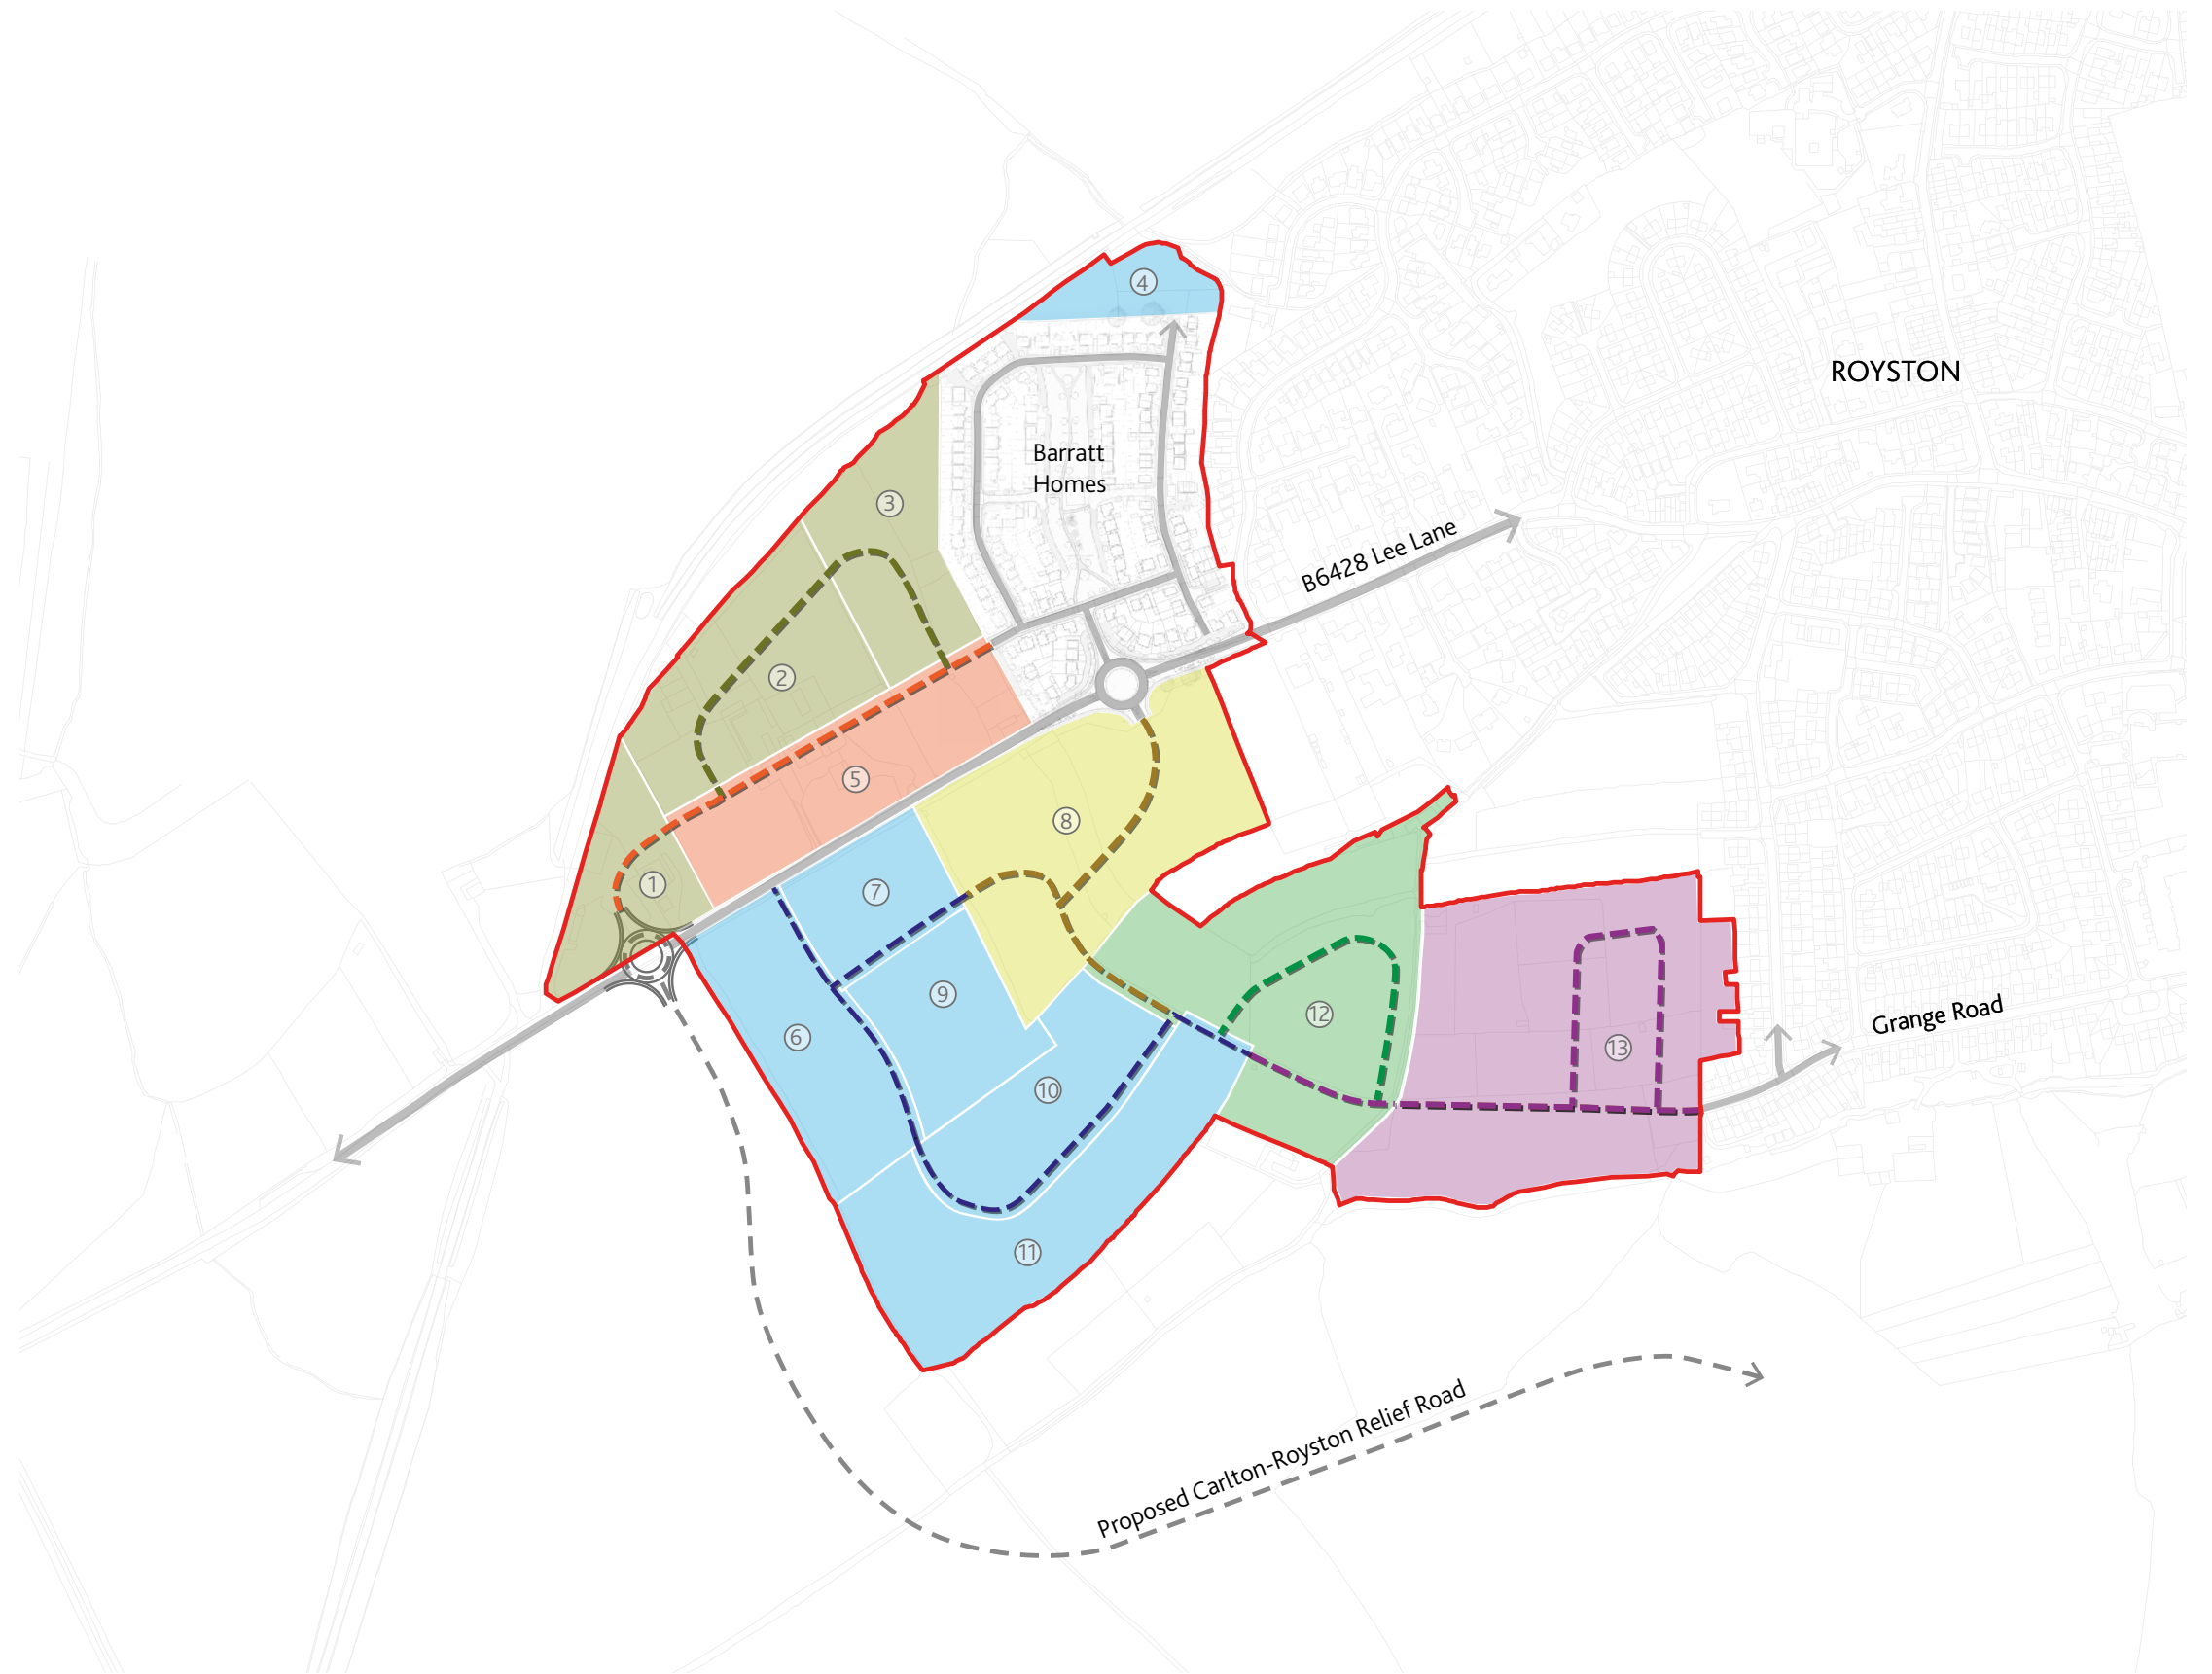 ④
ROYSTON
Barratt
Homes
③
B6428 Lee Lane
②
⑤
⑧
①
⑦
⑨
Grange Road
⑫
⑥
⑬
⑩
⑪
Proposed Carlton-Royston Relief Road